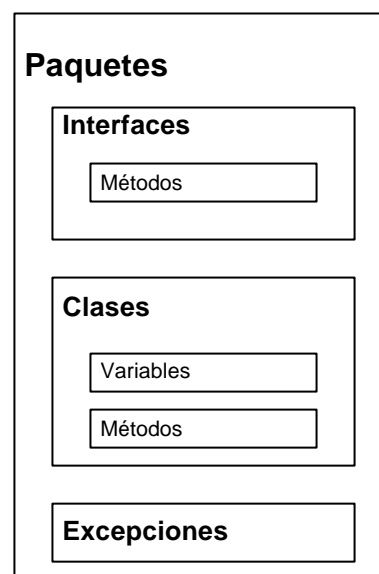 Paquetes
Interfaces
Métodos
Clases
Variables
Métodos
Excepciones